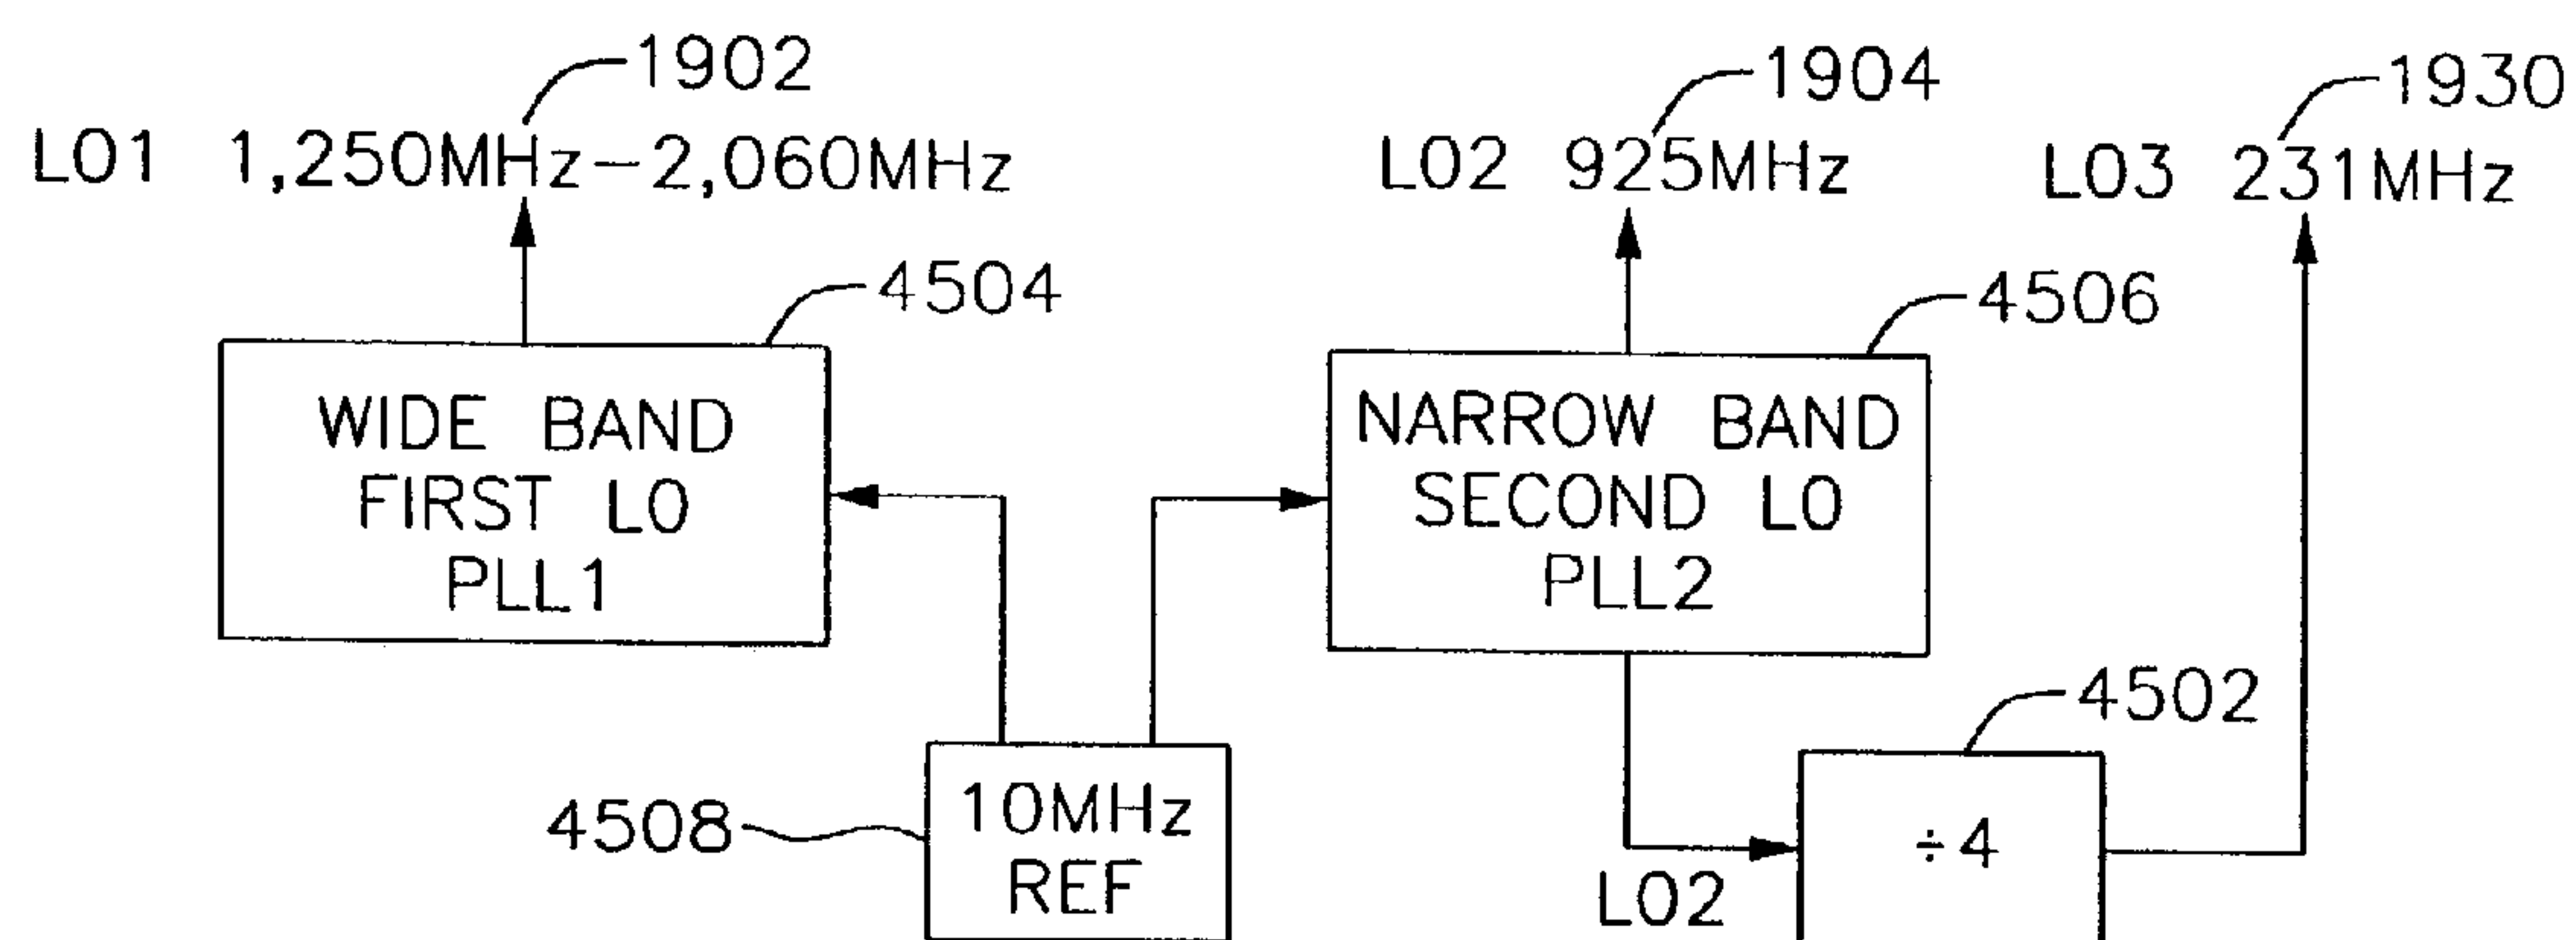 1902
1904
1930
LO1 1,250MHz-2,060MHz
LO2 925MHz
LO3 231MHz
4504
4506
WIDE BAND
FIRST LO
PLL1
NARROW BAND
SECOND LO
PLL2
4502
4508
10MHz
REF
÷4
LO2